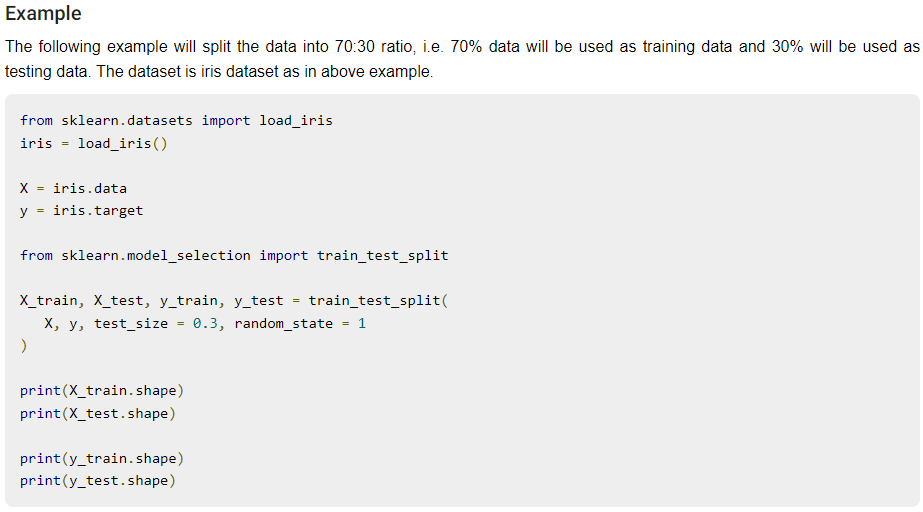 Example
The following example will split the data into 70:30 ratio, i.e. 70% data will be used as training data and 30% will be used as
testing data. The dataset is iris dataset as in above example.
from sklearn.datasets import load_iris
iris = load_iris()
X = iris.data
y = iris.target
from sklearn.model_selection import train_test_split
X_train, X_test, y_train, y_test = train_test_split(
   X, y, test_size = 0.3, random_state = 1
)
print(X_train.shape)
print(X_test.shape)
print(y_train.shape)
print(y_test.shape)